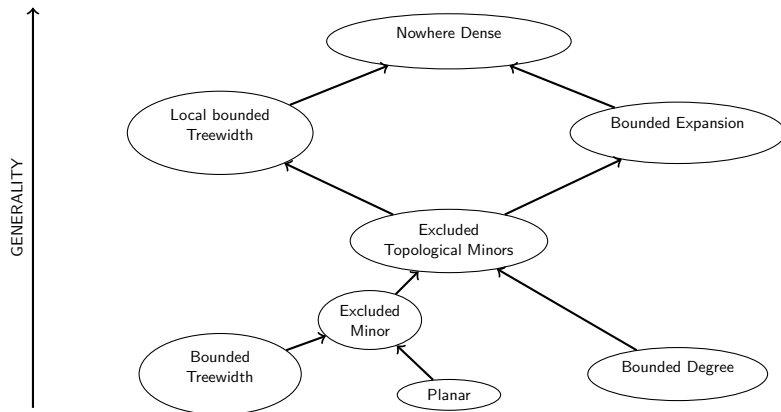 Nowhere Dense
Local bounded
Treewidth
Bounded Expansion
GENERALITY
Excluded
Topological Minors
Excluded
Minor
Bounded
Treewidth
Bounded Degree
Planar